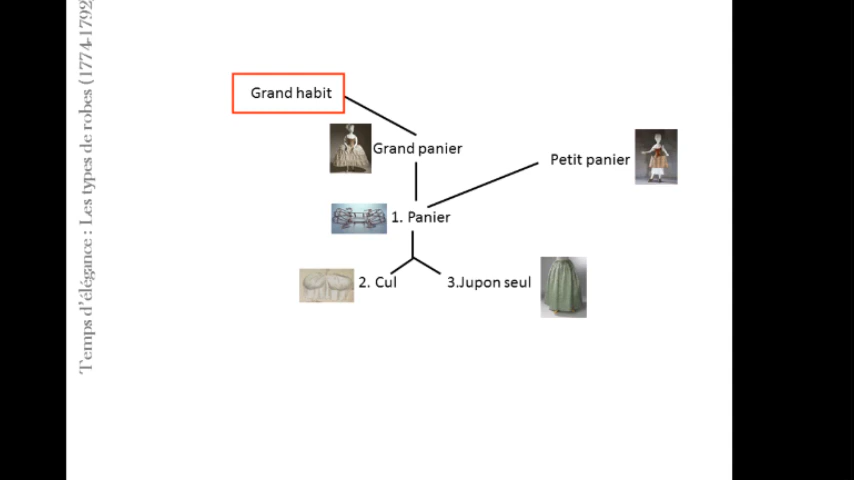 Temps d'élégance : Les types de robes (1774-1792)
Grand habit
Grand panier
Petit panier
1. Panier
2. Cul
3.Jupon seul